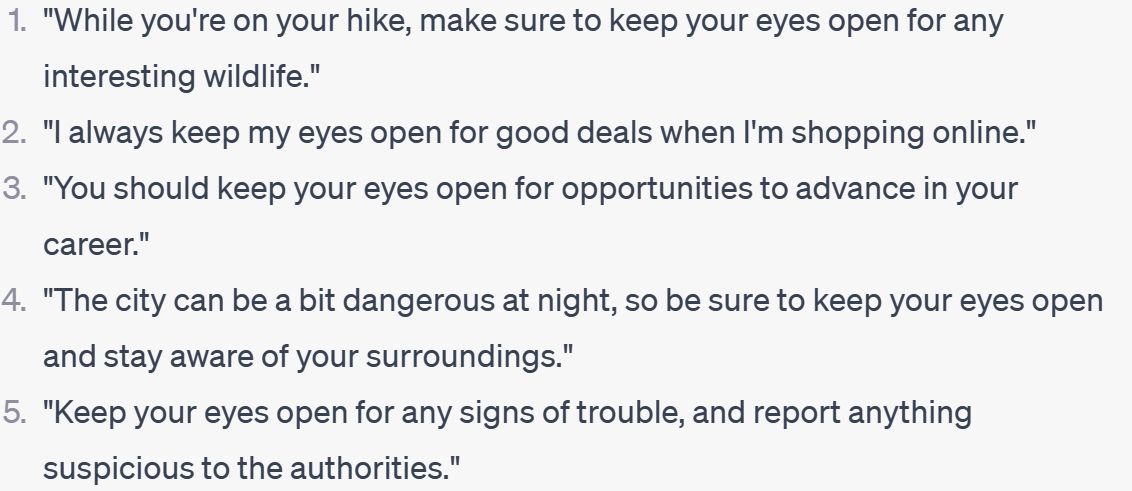 1. "While you're on your hike, make sure to keep your eyes open for any
interesting wildlife."
2. "I always keep my eyes open for good deals when I'm shopping online."
3. "You should keep your eyes open for opportunities to advance in your
career."
4. "The city can be a bit dangerous at night, so be sure to keep your eyes open
and stay aware of your surroundings."
5. "Keep your eyes open for any signs of trouble, and report anything
suspicious to the authorities."